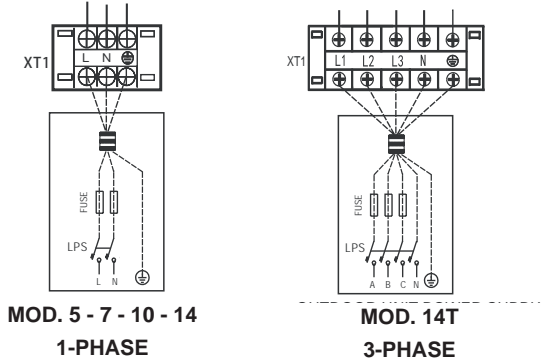 XT1
L N
FUSE
LPS
L N
MOD. 5 - 7 - 10 - 14
1-PHASE
XT1
L1 L2 L3 N
FUSE
LPS
A B C N
MOD. 14T
3-PHASE